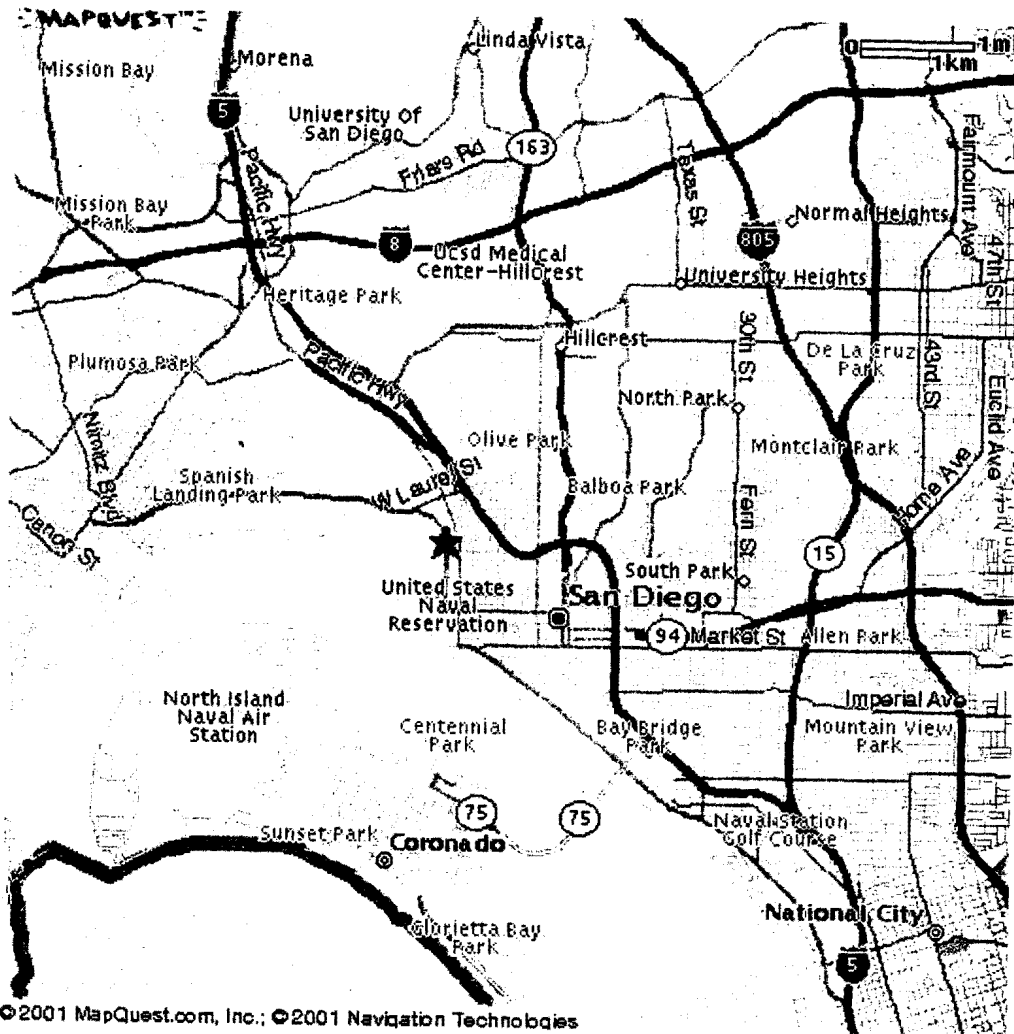 MAPQUEST™
Linda Vista
0 1m
1km
Morena
Mission Bay
5
University Of
San Diego
163
Friars Rd
Pacific Hwy
Texas St
Fairmount Ave
Mission Bay
Park
Normal Heights
805
8
Ucsd Medical
Center-Hillcrest
47th St
University Heights
Heritage Park
Hillcrest
30th St
De La Cruz
Park
43rd St
Pacific Hwy
Plumosa Park
North Park
Euclid Ave
Nimitz Blvd
Olive Park
Montclair Park
Spanish
Landing Park
W Laurel St
Balboa Park
Home Ave
Fern St
Canon St
15
South Park
United States
Naval
Reservation
San Diego
94
Market St
Allen Park
North Island
Naval Air
Station
Imperial Ave
Centennial
Park
Bay Bridge
Park
Mountain View
Park
75
75
Naval Station
Golf Course
Sunset Park
Coronado
National City
Glorietta Bay
Park
5
©2001 MapQuest.com, Inc.; ©2001 Navigation Technologies